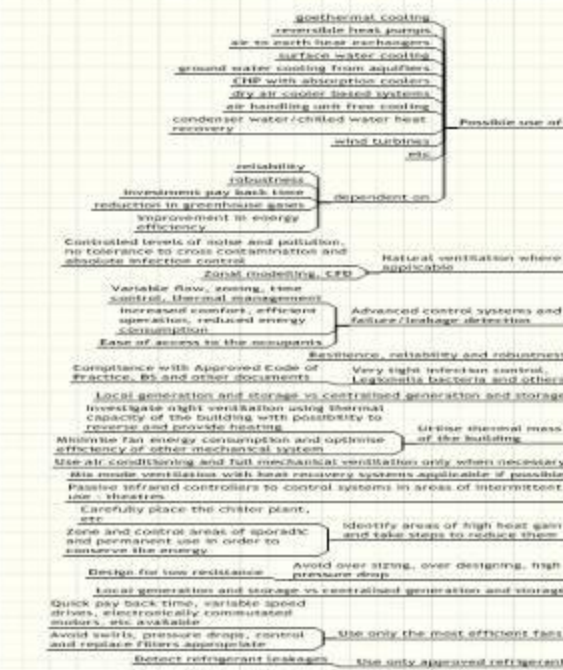 geothermal cooling
reversible heat pumps
air to earth heat exchangers
surface water cooling
ground water cooling from aquifiers
CHP with absorption coolers
dry air cooler based systems
air handling unit free cooling
condenser water/chilled water heat
recovery
wind turbines
etc
Possible use of
reliability
robustness
investment pay back time
reduction in greenhouse gases
improvement in energy
efficiency
dependent on
Controlled levels of noise and pollution,
no tolerance to cross contamination and
absolute infection control
Zonal modelling, CFD
Natural ventilation where
applicable
Variable flow, zoning, time
control, thermal management
Increased comfort, efficient
operation, reduced energy
consumption
Ease of access to the occupants
Advanced control systems and
failure/leakage detection
Resilience, reliability and robustness
Compliance with Approved Code of
Practice, BS and other documents
Very tight infection control,
Legionella bacteria and others
Local generation and storage vs centralised generation and storage
Investigate night ventilation using thermal
capacity of the building with possibility to
reverse and provide heating
Minimise fan energy consumption and optimise
efficiency of other mechanical system
Utilise thermal mass
of the building
Use air conditioning and full mechanical ventilation only when necessary
Mix mode ventilation with heat recovery systems applicable if possible
Passive infrared controllers to control systems in areas of intermittent
use - theatres
Carefully place the chiller plant,
etc
Zone and control areas of sporadic
and permanent use in order to
conserve the energy
Identify areas of high heat gain
and take steps to reduce them
Design for low resistance
Avoid over sizing, over designing, high
pressure drop
Local generation and storage vs centralised generation and storage
Quick pay back time, variable speed
drives, electronically commutated
motors, etc available
Avoid swirls, pressure drops, control
and replace filters appropriate
Use only the most efficient fans
Detect refrigerant leakages
Use only approved refrigerant